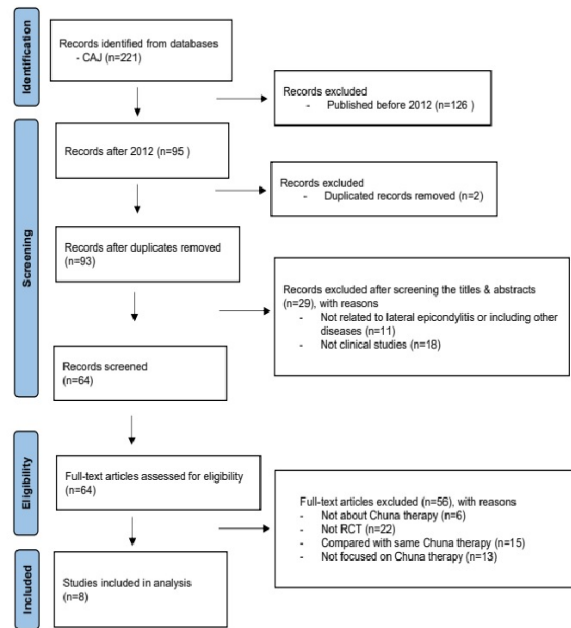 Identification
Records identified from databases
- CAJ (n=221)
Records excluded
- Published before 2012 (n=126 )
Screening
Records after 2012 (n=95 )
Records excluded
- Duplicated records removed (n=2)
Records after duplicates removed
(n=93)
Records excluded after screening the titles & abstracts
(n=29), with reasons
- Not related to lateral epicondylitis or including other
diseases (n=11)
- Not clinical studies (n=18)
Records screened
(n=64)
Eligibility
Full-text articles assessed for eligibility
(n=64)
Full-text articles excluded (n=56), with reasons
- Not about Chuna therapy (n=6)
- Not RCT (n=22)
- Compared with same Chuna therapy (n=15)
- Not focused on Chuna therapy (n=13)
Included
Studies included in analysis
(n=8)